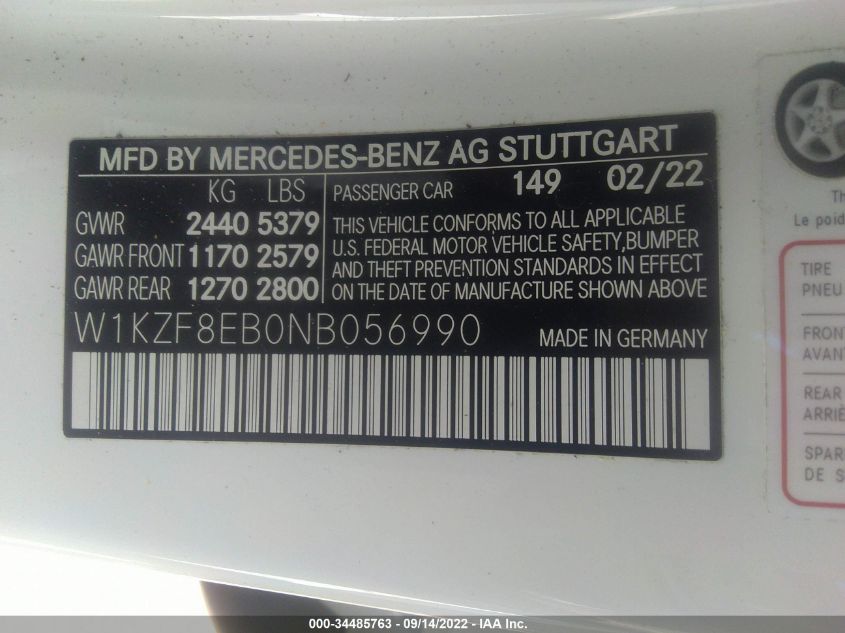 MFD BY MERCEDES-BENZ AG STUTTGART
KG LBS
GVWR 2440 5379
GAWR FRONT 1170 2579
GAWR REAR 1270 2800
PASSENGER CAR 149 02/22
THIS VEHICLE CONFORMS TO ALL APPLICABLE
U.S. FEDERAL MOTOR VEHICLE SAFETY,BUMPER
AND THEFT PREVENTION STANDARDS IN EFFECT
ON THE DATE OF MANUFACTURE SHOWN ABOVE
W1KZF8EB0NB056990 MADE IN GERMANY
Th
Le poid
TIRE
PNEU
FRON
AVAN
REAR
ARRIÈ
SPAR
DE S
000-34485763 - 09/14/2022 - IAA Inc.